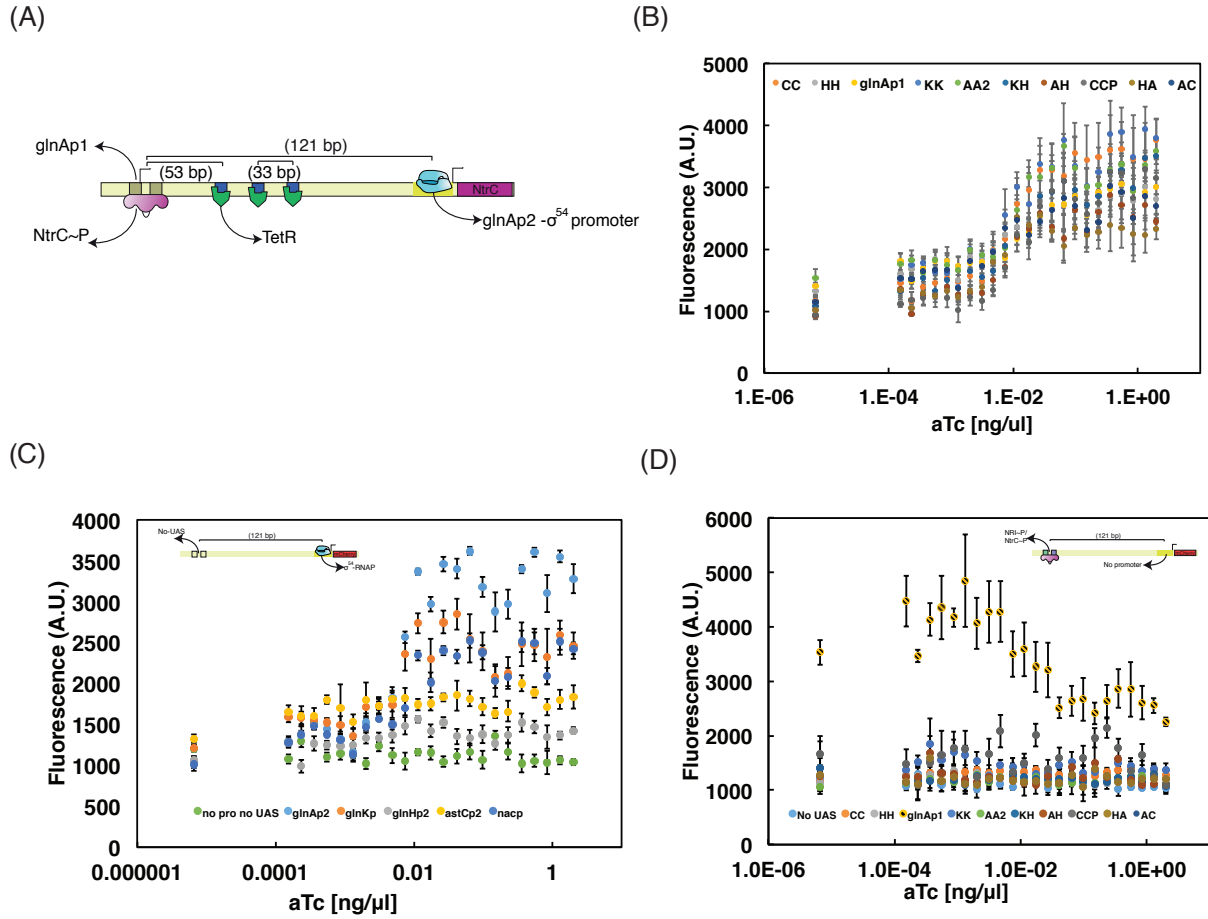 (A)
glnAp1
(121 bp)
(53 bp)
(33 bp)
NtrC
NtrC~P
TetR
glnAp2 -σ54 promoter
(B)
5000
4000
3000
2000
1000
0
CC HH glnAp1 KK AA2 KH AH CCP HA AC
Fluorescence (A.U.)
1.E-06 1.E-04 1.E-02 1.E+00
aTc [ng/ul]
(C)
4000
3500
3000
2500
2000
1500
1000
500
0
No-UAS
(121 bp)
mCherry
σ54-RNAP
Fluorescence (A.U.)
no pro no UAS glnAp2 glnKp glnHp2 astCp2 nacp
0.000001 0.0001 0.01 1
aTc [ng/µl]
(D)
6000
5000
4000
3000
2000
1000
0
NRI~P/
NtrC~P
(121 bp)
mCherry
No promoter
Fluorescence (A.U.)
No UAS CC HH glnAp1 KK AA2 KH AH CCP HA AC
1.0E-06 1.0E-04 1.0E-02 1.0E+00
aTc [ng/µl]